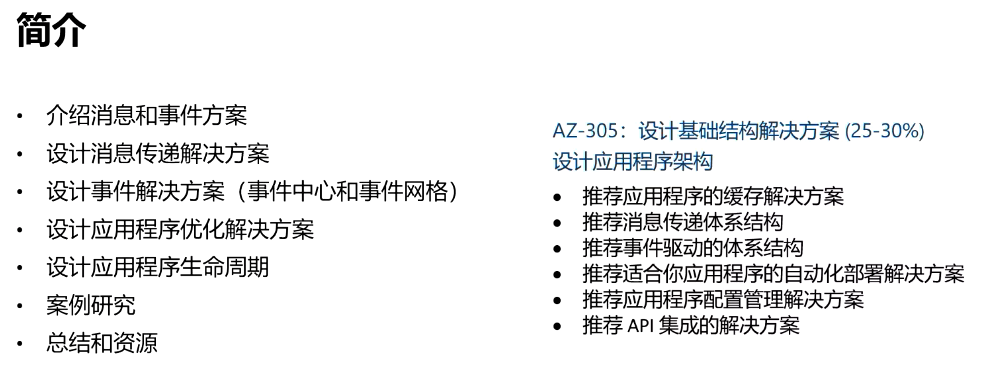 简介
• 介绍消息和事件方案
• 设计消息传递解决方案
• 设计事件解决方案（事件中心和事件网格）
• 设计应用程序优化解决方案
• 设计应用程序生命周期
• 案例研究
• 总结和资源
AZ-305：设计基础结构解决方案 (25-30%)
设计应用程序架构
• 推荐应用程序的缓存解决方案
• 推荐消息传递体系结构
• 推荐事件驱动的体系结构
• 推荐适合你应用程序的自动化部署解决方案
• 推荐应用程序配置管理解决方案
• 推荐 API 集成的解决方案